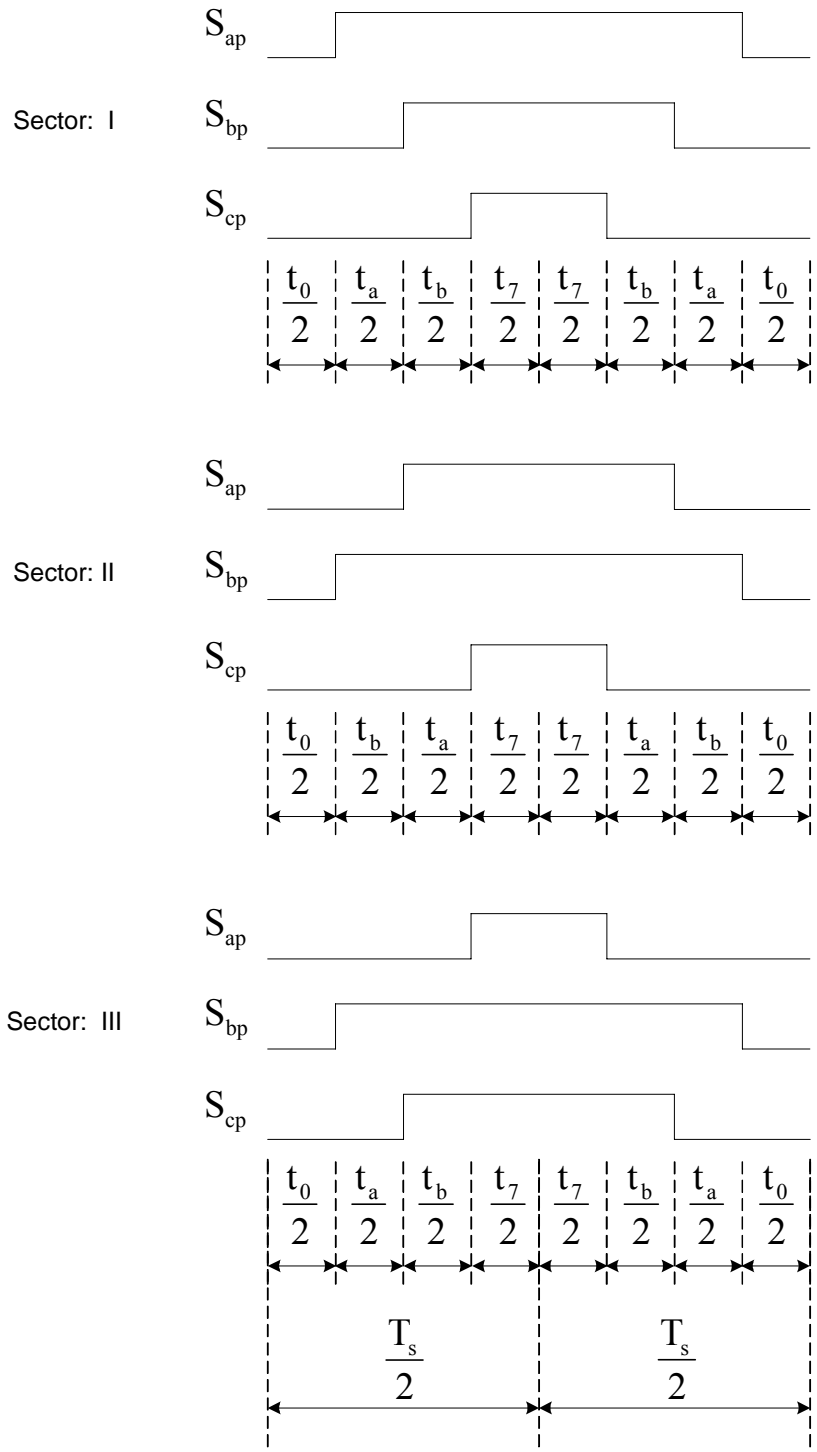 S_ap
Sector: I
S_bp
S_cp
t_0/2 t_a/2 t_b/2 t_7/2 t_7/2 t_b/2 t_a/2 t_0/2
S_ap
Sector: II
S_bp
S_cp
t_0/2 t_b/2 t_a/2 t_7/2 t_7/2 t_a/2 t_b/2 t_0/2
S_ap
Sector: III
S_bp
S_cp
t_0/2 t_a/2 t_b/2 t_7/2 t_7/2 t_b/2 t_a/2 t_0/2
T_s/2 T_s/2